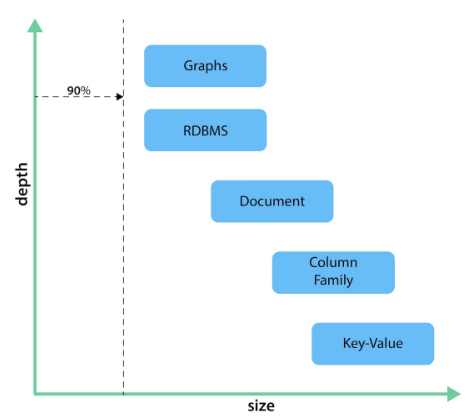 Graphs
90%
RDBMS
depth
Document
Column
Family
Key-Value
size